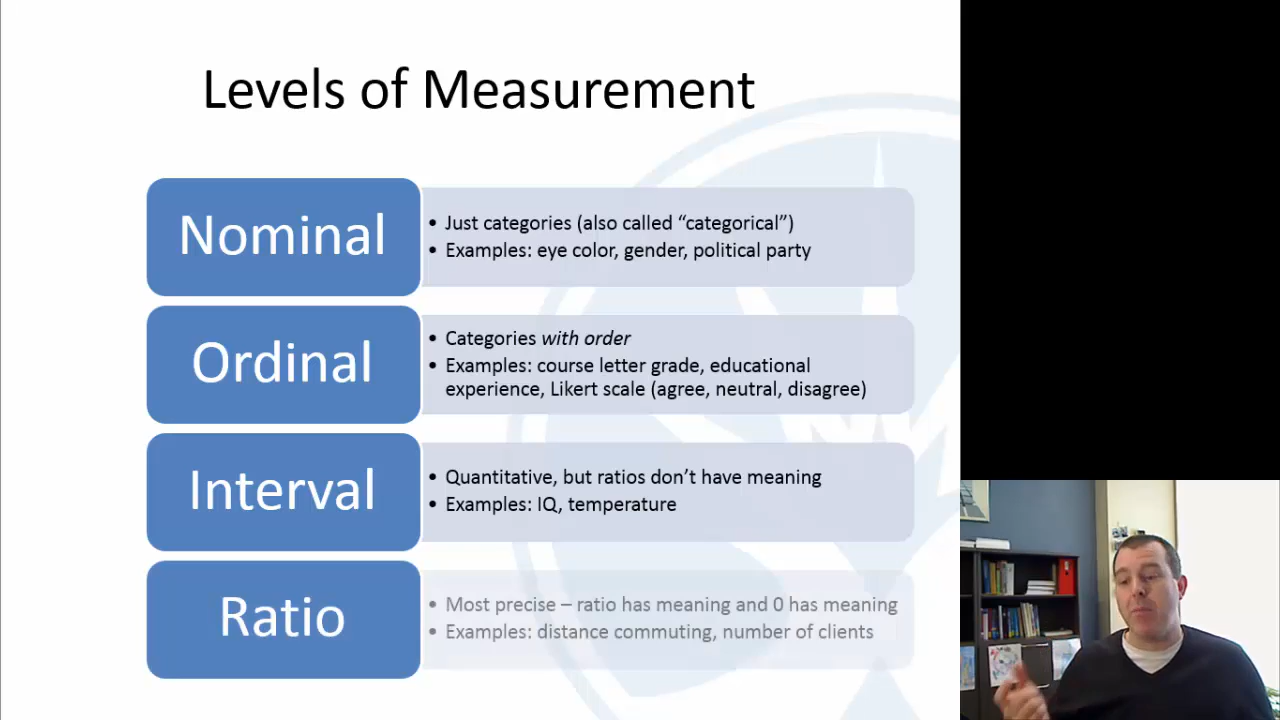 Levels of Measurement
Nominal
• Just categories (also called “categorical”)
• Examples: eye color, gender, political party
Ordinal
• Categories with order
• Examples: course letter grade, educational
experience, Likert scale (agree, neutral, disagree)
Interval
• Quantitative, but ratios don’t have meaning
• Examples: IQ, temperature
Ratio
• Most precise – ratio has meaning and 0 has meaning
• Examples: distance commuting, number of clients